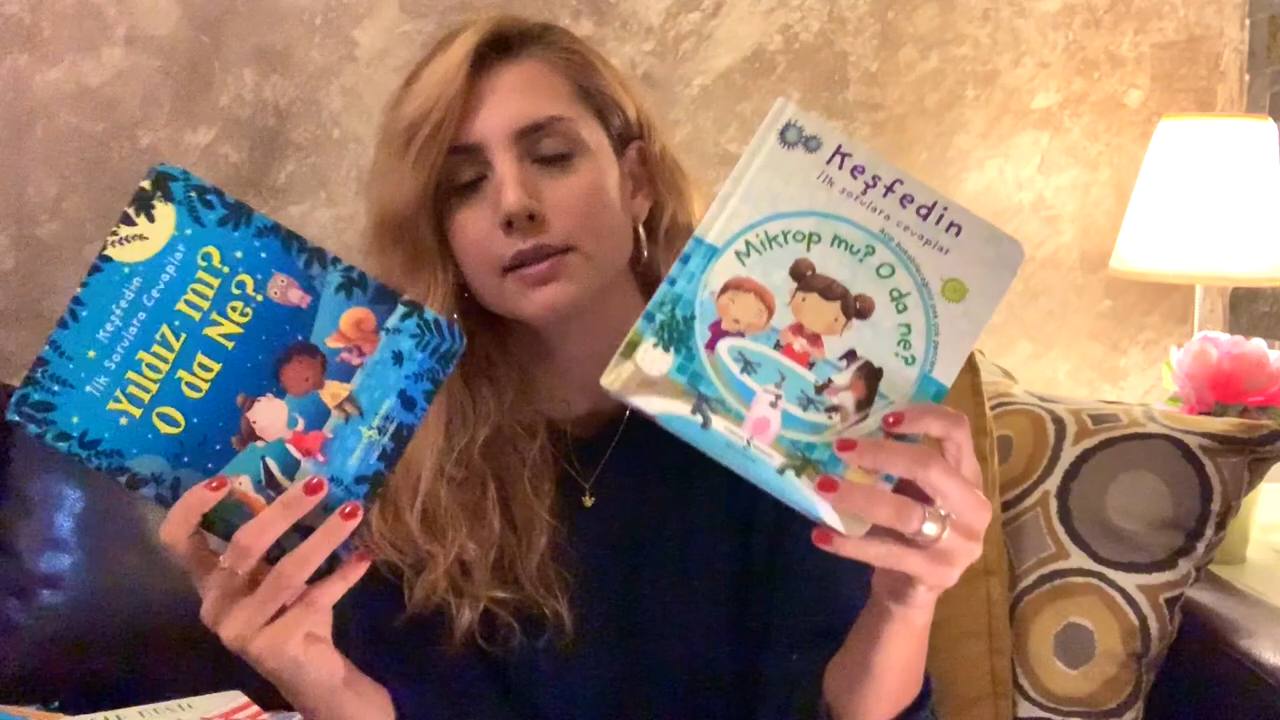 Keşfedin
İlk Sorulara Cevaplar
Yıldız mı?
O da Ne?
Keşfedin
İlk sorulara cevaplar
Mikrop mu? O da ne?